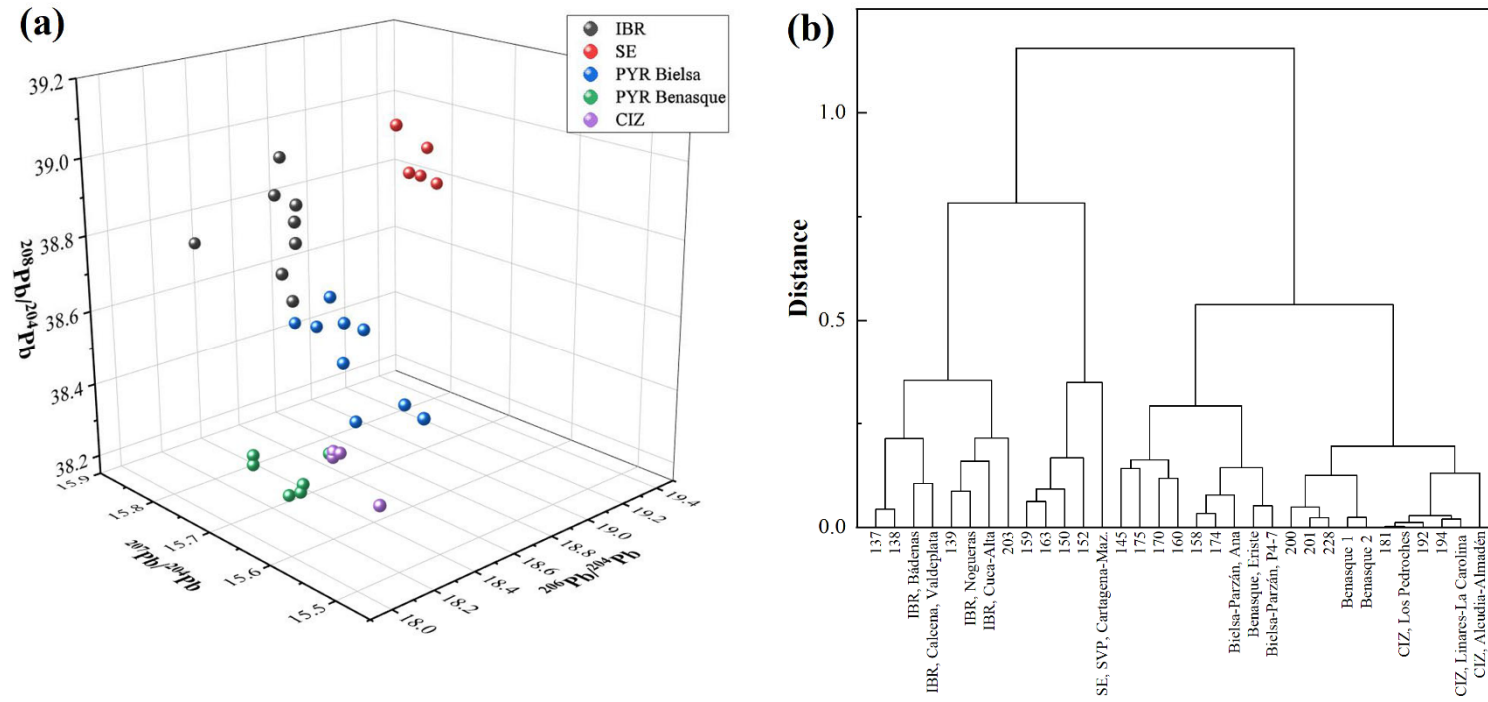 (a)
IBR
SE
PYR Bielsa
PYR Benasque
CIZ
39.2
39.0
38.8
38.6
38.4
38.2
²⁰⁸Pb/²⁰⁴Pb
15.9
15.8
15.7
15.6
15.5
²⁰⁷Pb/²⁰⁴Pb
18.0
18.2
18.4
18.6
18.8
19.0
19.2
19.4
²⁰⁶Pb/²⁰⁴Pb
(b)
Distance
1.0
0.5
0.0
137
138
IBR, Bádenas
IBR, Calcena, Valdeplata
139
IBR, Nogueras
IBR, Cuca-Alta
203
159
163
150
152
SE, SVP, Cartagena-Maz.
145
175
170
160
158
174
Bielsa-Parzán, Ana
Benasque, Eriste
Bielsa-Parzán, P4-7
200
201
228
Benasque 1
Benasque 2
181
CIZ, Los Pedroches
192
194
CIZ, Linares-La Carolina
CIZ, Alcudia-Almadén